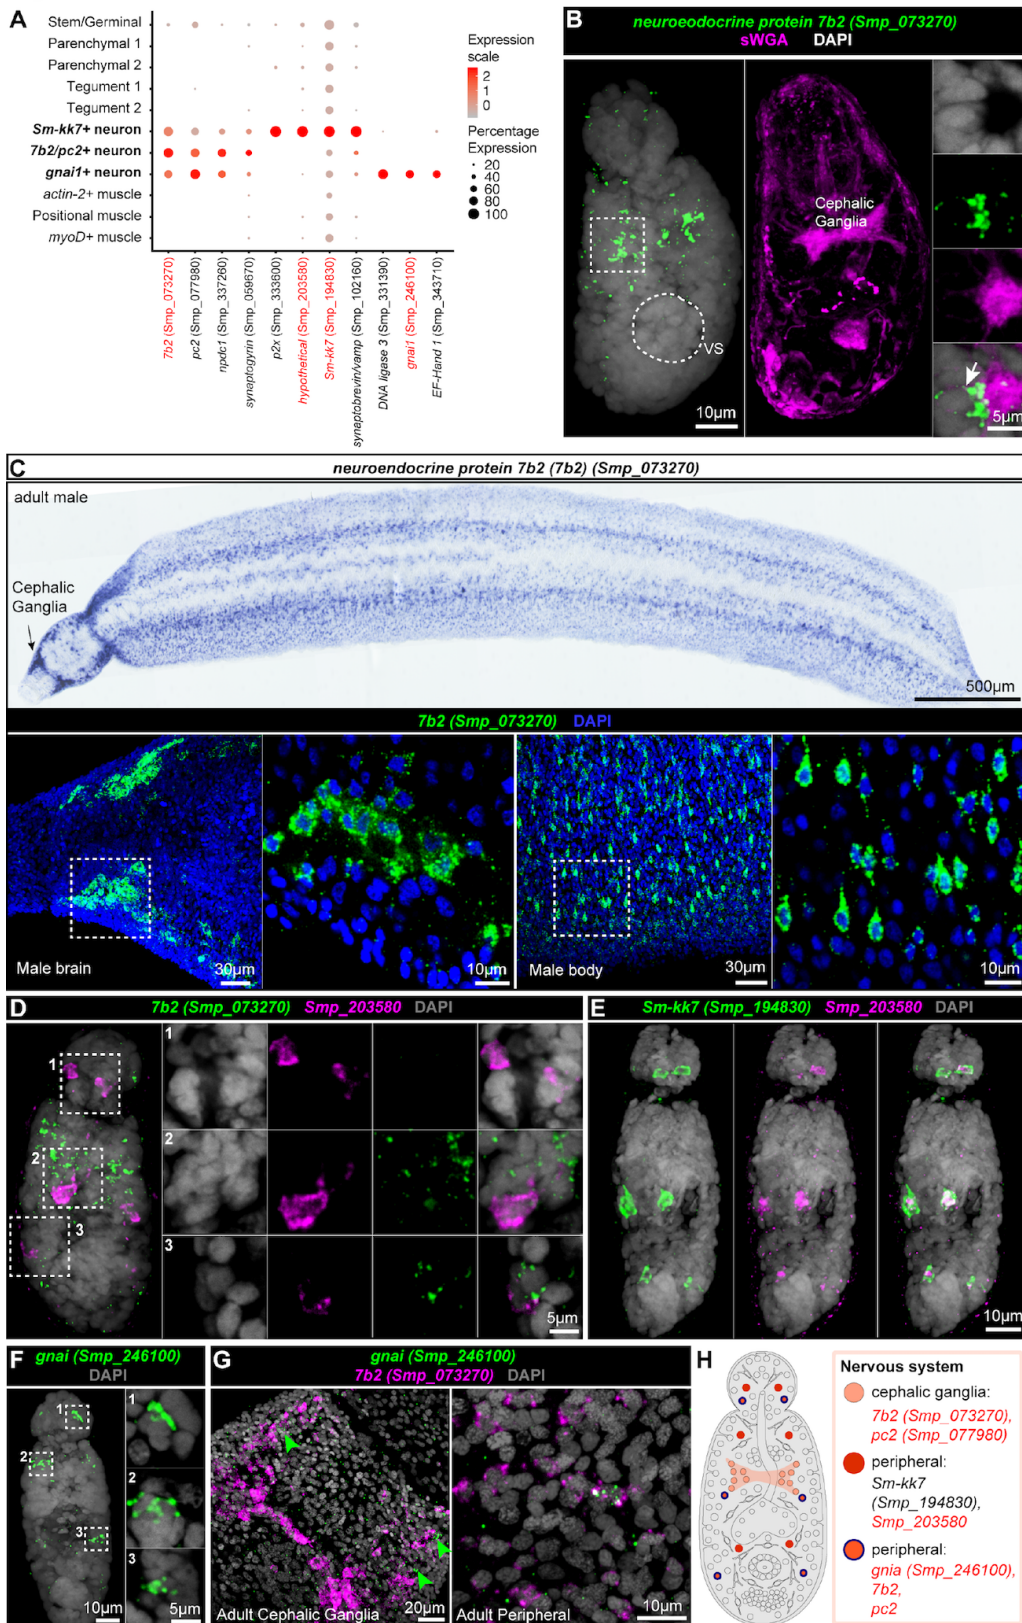 A
Stem/Germinal
Parenchymal 1
Parenchymal 2
Tegument 1
Tegument 2
Sm-kk7+ neuron
7b2/pc2+ neuron
gnai1+ neuron
actin-2+ muscle
Positional muscle
myoD+ muscle
7b2 (Smp_073270)
pc2 (Smp_077980)
npdc1 (Smp_337260)
synaptogyrin (Smp_059670)
p2x (Smp_333600)
hypothetical (Smp_203580)
Sm-kk7 (Smp_194830)
synaptobrevin/vamp (Smp_102160)
DNA ligase 3 (Smp_331390)
gnai1 (Smp_246100)
EF-Hand 1 (Smp_343710)
Expression
scale
2
1
0
Percentage
Expression
20
40
60
80
100
B
neuroeodocrine protein 7b2 (Smp_073270)
sWGA DAPI
VS
10µm
Cephalic
Ganglia
5µm
C
neuroendocrine protein 7b2 (7b2) (Smp_073270)
adult male
Cephalic
Ganglia
500µm
7b2 (Smp_073270) DAPI
Male brain
30µm
10µm
Male body
30µm
10µm
D
7b2 (Smp_073270) Smp_203580 DAPI
1
2
3
1
2
3
5µm
E
Sm-kk7 (Smp_194830) Smp_203580 DAPI
10µm
F
gnai (Smp_246100)
DAPI
1
2
3
10µm
1
2
3
5µm
G
gnai (Smp_246100)
7b2 (Smp_073270) DAPI
Adult Cephalic Ganglia
20µm
Adult Peripheral
10µm
H
Nervous system
cephalic ganglia:
7b2 (Smp_073270),
pc2 (Smp_077980)
peripheral:
Sm-kk7
(Smp_194830),
Smp_203580
peripheral:
gnia (Smp_246100),
7b2,
pc2